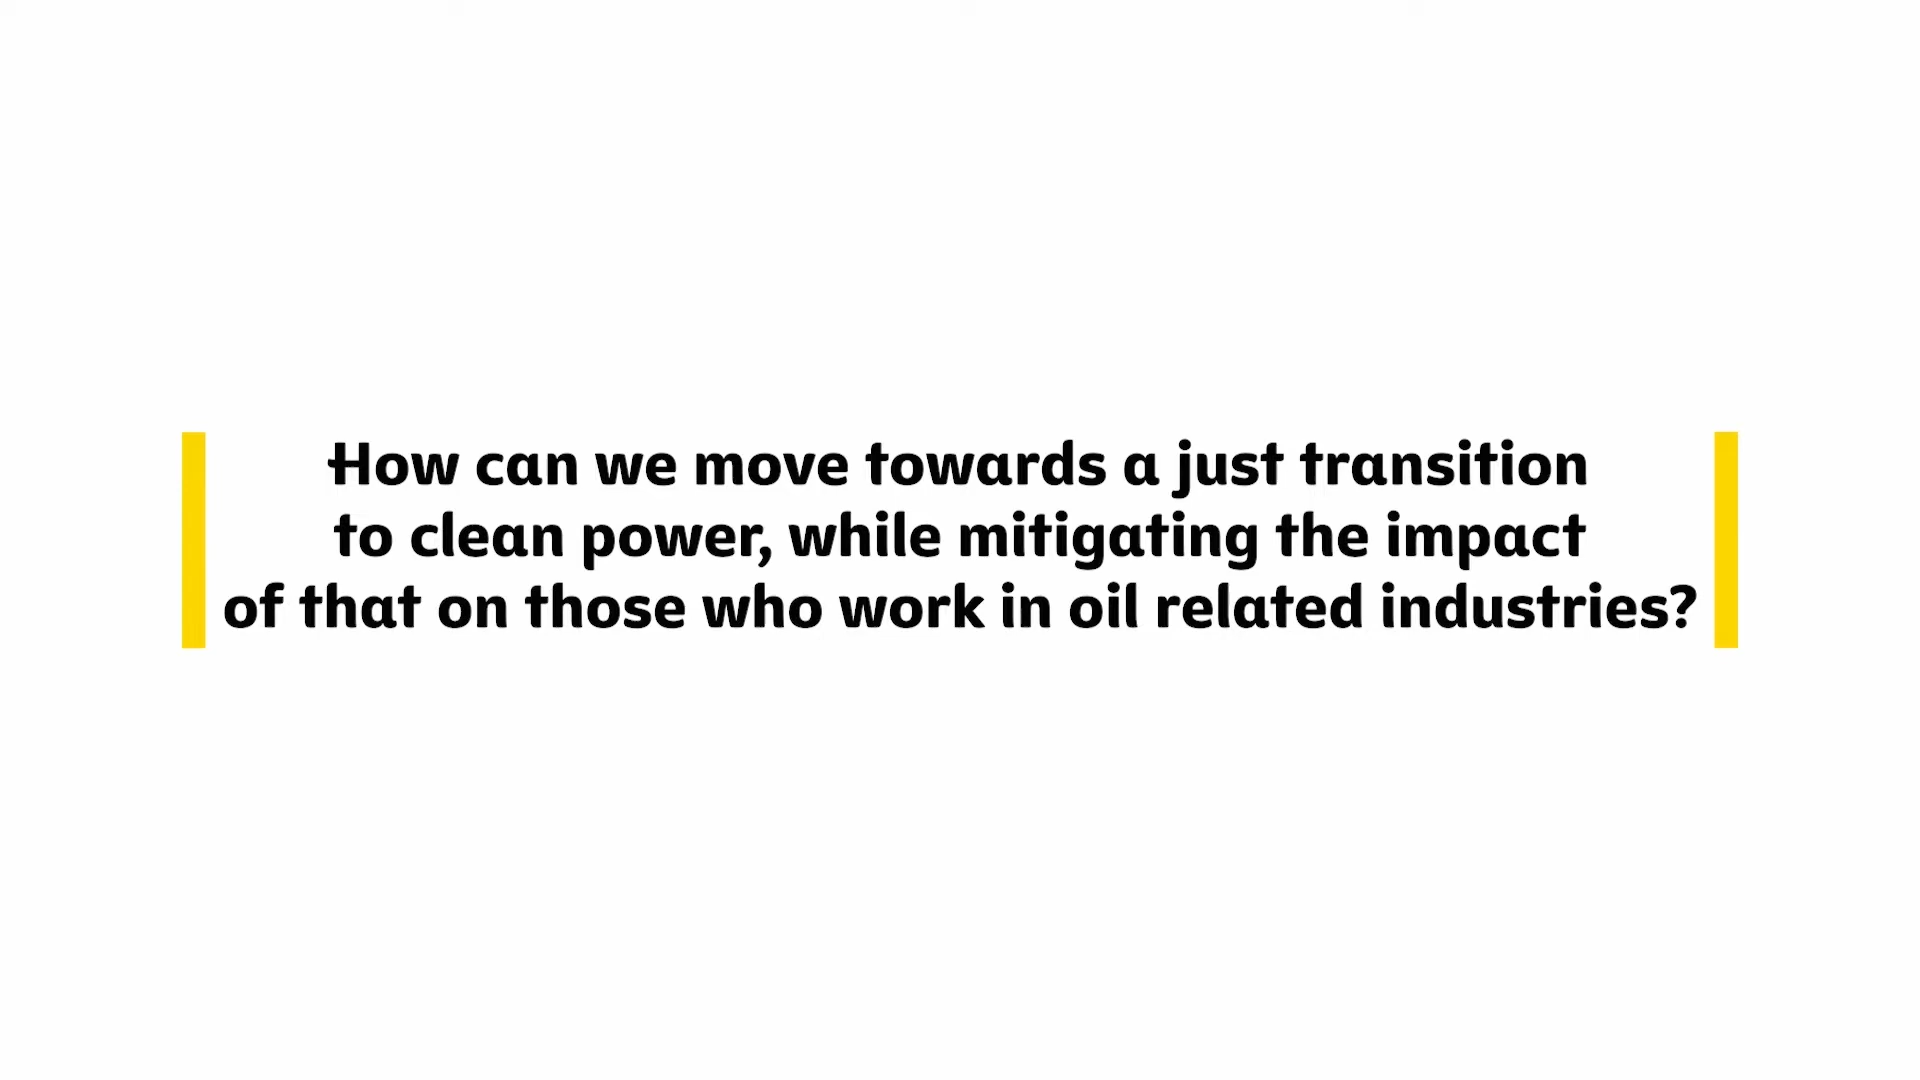 How can we move towards a just transition
to clean power, while mitigating the impact
of that on those who work in oil related industries?